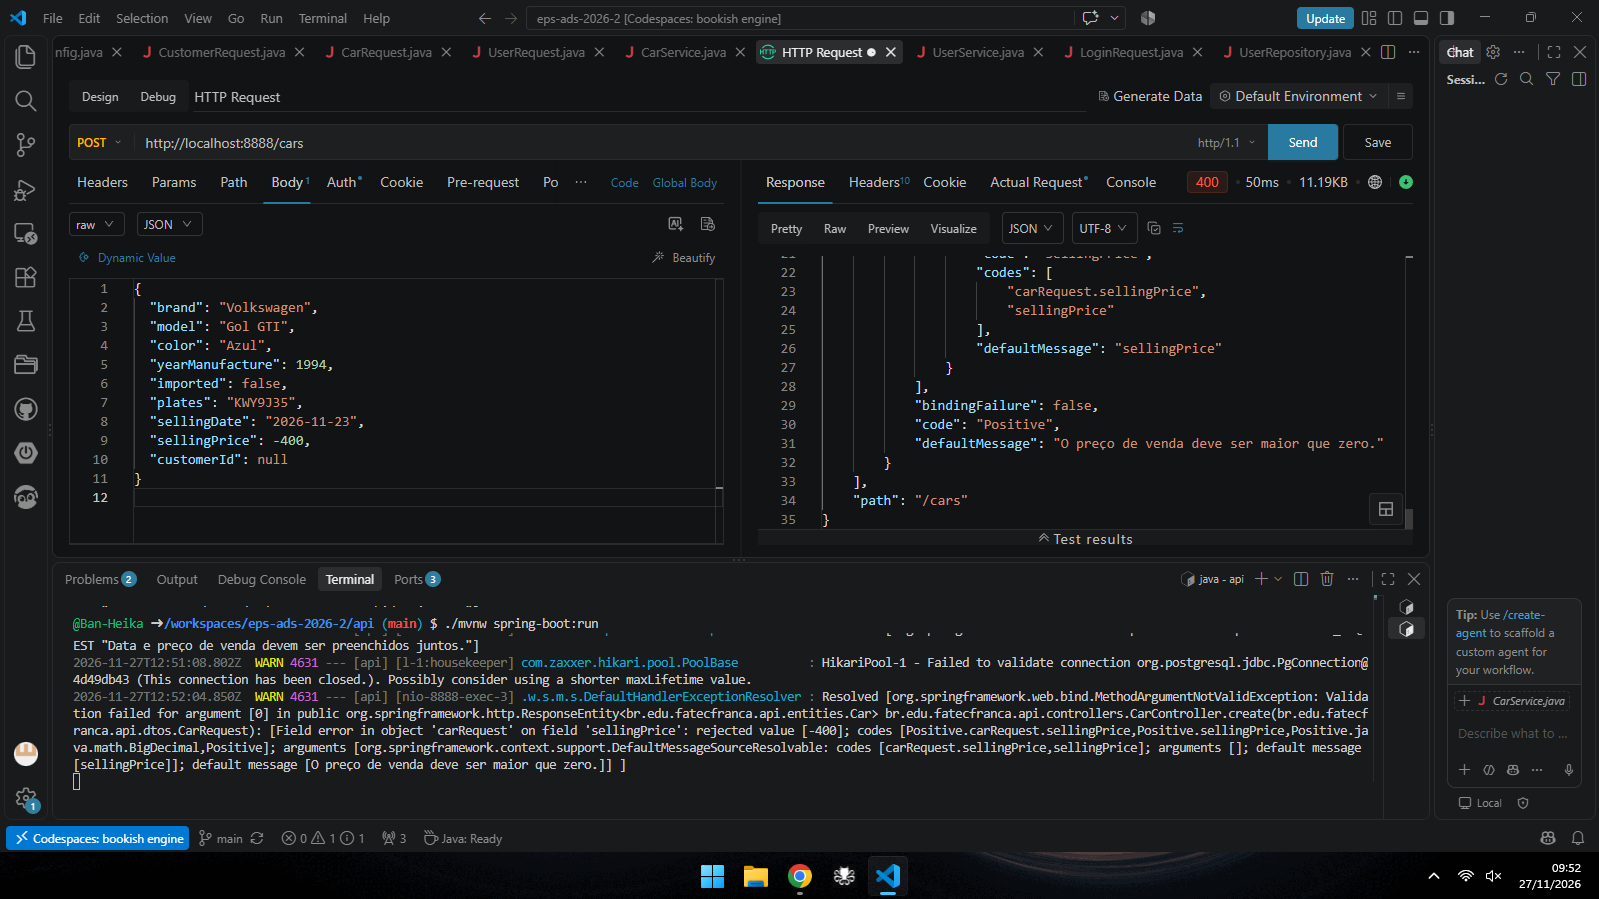 File Edit Selection View Go Run Terminal Help
eps-ads-2026-2 [Codespaces: bookish engine]
Update
nfig.java
CustomerRequest.java
CarRequest.java
UserRequest.java
CarService.java
HTTP Request
UserService.java
LoginRequest.java
UserRepository.java
Chat
Sessi...
Design Debug HTTP Request
Generate Data
Default Environment
POST http://localhost:8888/cars
http/1.1
Send
Save
Headers Params Path Body 1 Auth Cookie Pre-request Po ··· Code Global Body
Response Headers 10 Cookie Actual Request Console 400 50ms 11.19KB
raw JSON
Pretty Raw Preview Visualize JSON UTF-8
Dynamic Value
Beautify
1 {
2 "brand": "Volkswagen",
3 "model": "Gol GTI",
4 "color": "Azul",
5 "yearManufacture": 1994,
6 "imported": false,
7 "plates": "KWY9J35",
8 "sellingDate": "2026-11-23",
9 "sellingPrice": -400,
10 "customerId": null
11 }
12
21 "code": "sellingPrice",
22 "codes": [
23 "carRequest.sellingPrice",
24 "sellingPrice"
25 ],
26 "defaultMessage": "sellingPrice"
27 }
28 ],
29 "bindingFailure": false,
30 "code": "Positive",
31 "defaultMessage": "O preço de venda deve ser maior que zero."
32 }
33 ],
34 "path": "/cars"
35 }
Test results
Problems 2 Output Debug Console Terminal Ports 3
java - api
@Ban-Heika ➜/workspaces/eps-ads-2026-2/api (main) $ ./mvnw spring-boot:run
EST "Data e preço de venda devem ser preenchidos juntos."]
2026-11-27T12:51:08.802Z WARN 4631 --- [api] [l-1:housekeeper] com.zaxxer.hikari.pool.PoolBase : HikariPool-1 - Failed to validate connection org.postgresql.jdbc.PgConnection@
4d49db43 (This connection has been closed.). Possibly consider using a shorter maxLifetime value.
2026-11-27T12:52:04.850Z WARN 4631 --- [api] [nio-8888-exec-3] .w.s.m.s.DefaultHandlerExceptionResolver : Resolved [org.springframework.web.bind.MethodArgumentNotValidException: Valida
tion failed for argument [0] in public org.springframework.http.ResponseEntity<br.edu.fatecfranca.api.entities.Car> br.edu.fatecfranca.api.controllers.CarController.create(br.edu.fatecf
ranca.api.dtos.CarRequest): [Field error in object 'carRequest' on field 'sellingPrice': rejected value [-400]; codes [Positive.carRequest.sellingPrice,Positive.sellingPrice,Positive.ja
va.math.BigDecimal,Positive]; arguments [org.springframework.context.support.DefaultMessageSourceResolvable: codes [carRequest.sellingPrice,sellingPrice]; arguments []; default message
[sellingPrice]]; default message [O preço de venda deve ser maior que zero.]] ]
Tip: Use /create-
agent to scaffold a
custom agent for
your workflow.
CarService.java
Describe what to ...
Local
1
Codespaces: bookish engine
main
0 1 1
3
Java: Ready
09:52
27/11/2026